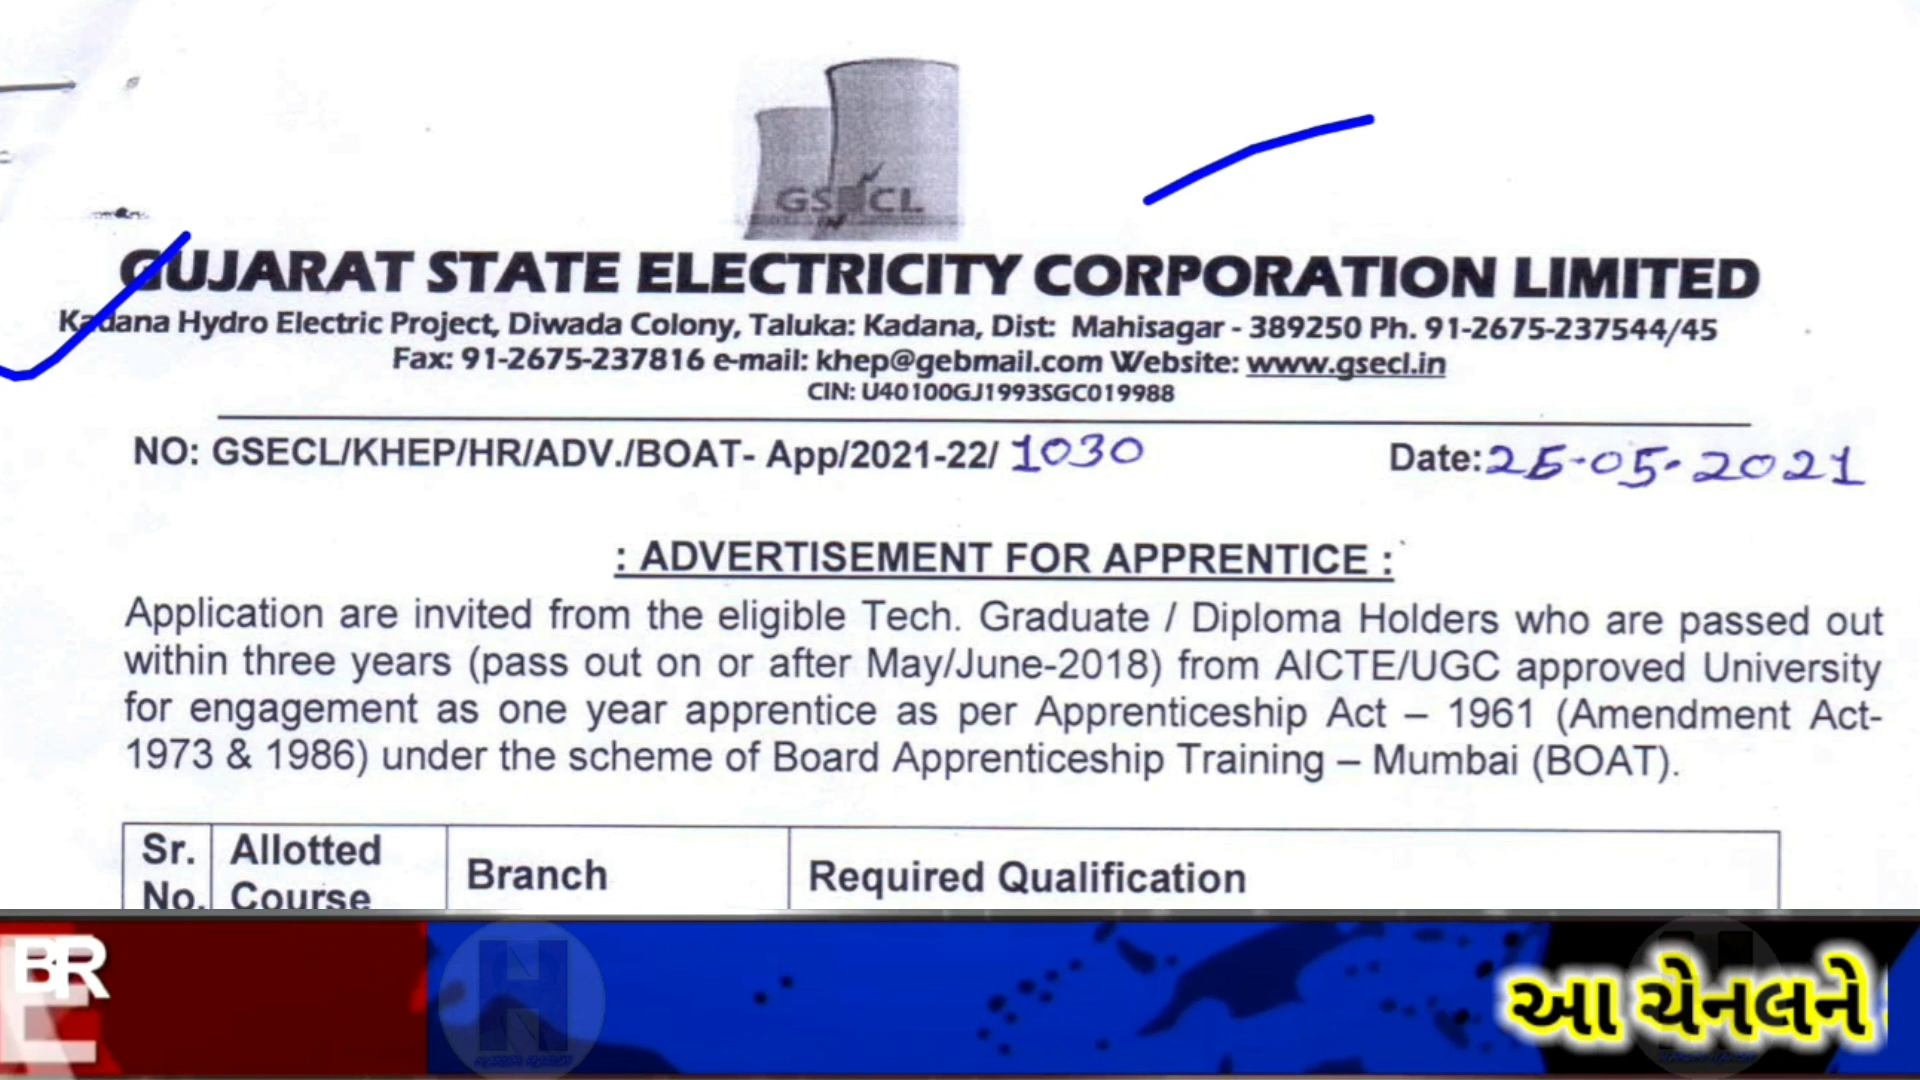 GSECL
GUJARAT STATE ELECTRICITY CORPORATION LIMITED
Kadana Hydro Electric Project, Diwada Colony, Taluka: Kadana, Dist: Mahisagar - 389250 Ph. 91-2675-237544/45
Fax: 91-2675-237816 e-mail: khep@gebmail.com Website: www.gsecl.in
CIN: U40100GJ1993SGC019988
NO: GSECL/KHEP/HR/ADV./BOAT- App/2021-22/ 1030 Date: 25-05-2021
: ADVERTISEMENT FOR APPRENTICE :
Application are invited from the eligible Tech. Graduate / Diploma Holders who are passed out
within three years (pass out on or after May/June-2018) from AICTE/UGC approved University
for engagement as one year apprentice as per Apprenticeship Act – 1961 (Amendment Act-
1973 & 1986) under the scheme of Board Apprenticeship Training – Mumbai (BOAT).
Sr. No. Allotted Course Branch Required Qualification
BR
E
આ ચેનલને